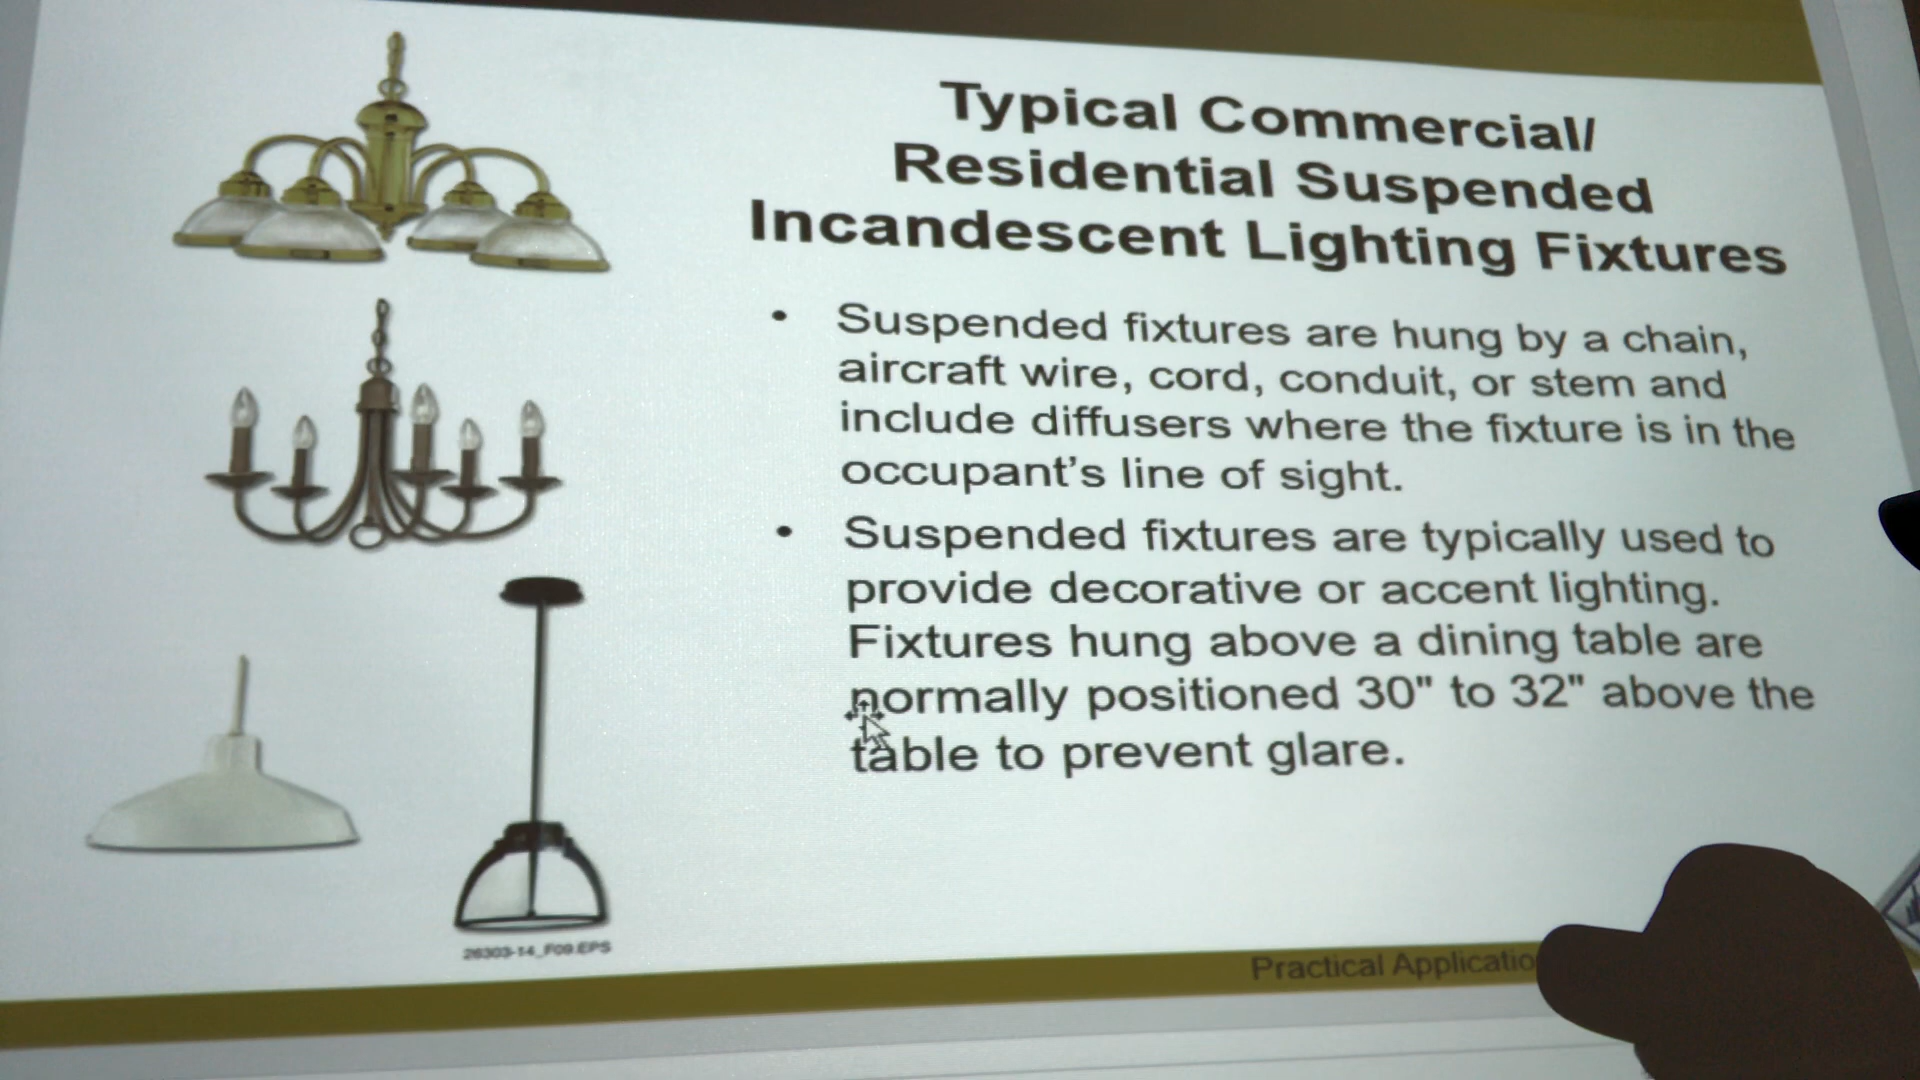 Typical Commercial/
Residential Suspended
Incandescent Lighting Fixtures
• Suspended fixtures are hung by a chain,
aircraft wire, cord, conduit, or stem and
include diffusers where the fixture is in the
occupant's line of sight.
• Suspended fixtures are typically used to
provide decorative or accent lighting.
Fixtures hung above a dining table are
normally positioned 30" to 32" above the
table to prevent glare.
26303-14_F09.EPS
Practical